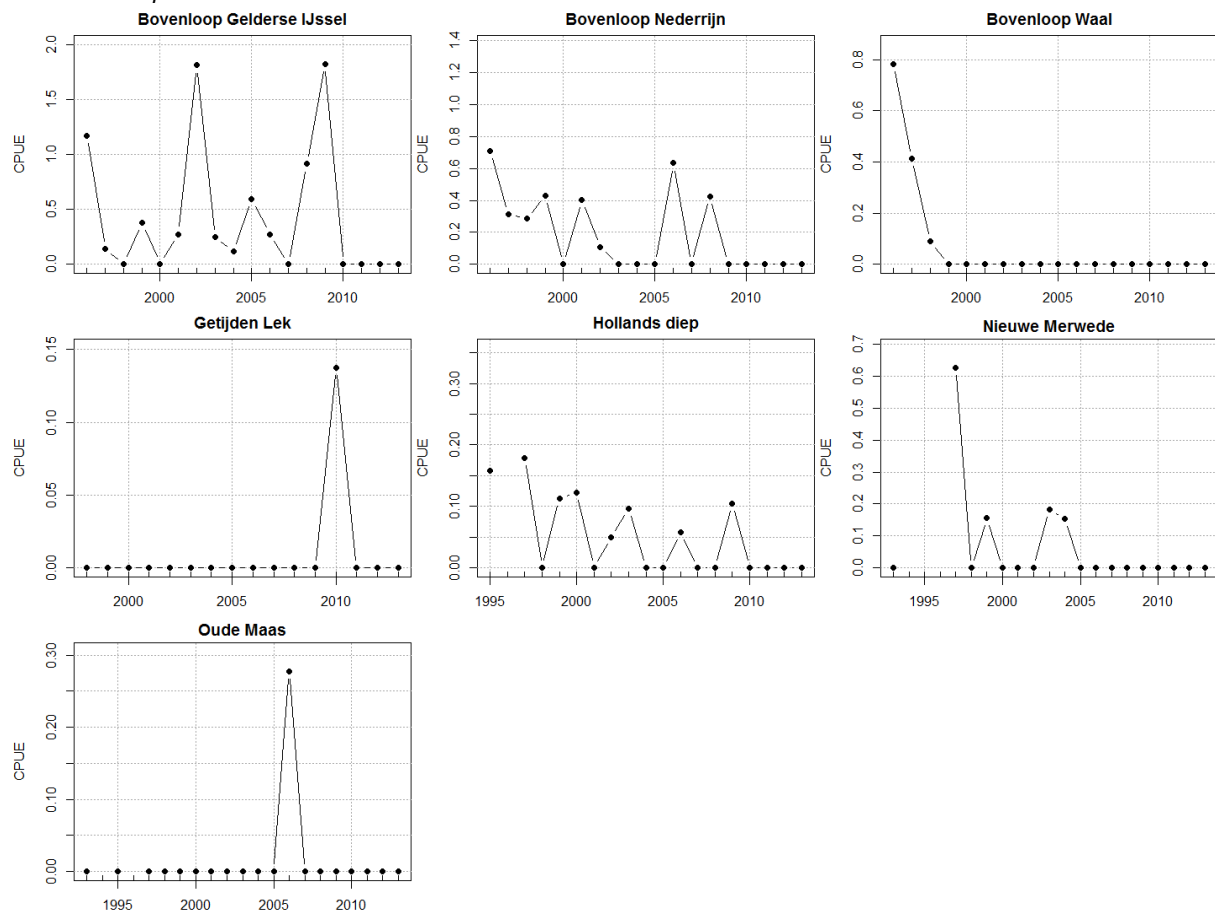 Bovenloop Gelderse IJssel Bovenloop Nederrijn Bovenloop Waal
CPUE 0.0 0.5 1.0 1.5 2.0
2000 2005 2010
CPUE 0.0 0.2 0.4 0.6 0.8 1.0 1.2 1.4
2000 2005 2010
CPUE 0.0 0.2 0.4 0.6 0.8
2000 2005 2010
Getijden Lek Hollands diep Nieuwe Merwede
CPUE 0.00 0.05 0.10 0.15
2000 2005 2010
CPUE 0.00 0.10 0.20 0.30
1995 2000 2005 2010
CPUE 0.0 0.1 0.2 0.3 0.4 0.5 0.6 0.7
1995 2000 2005 2010
Oude Maas
CPUE 0.00 0.10 0.20 0.30
1995 2000 2005 2010